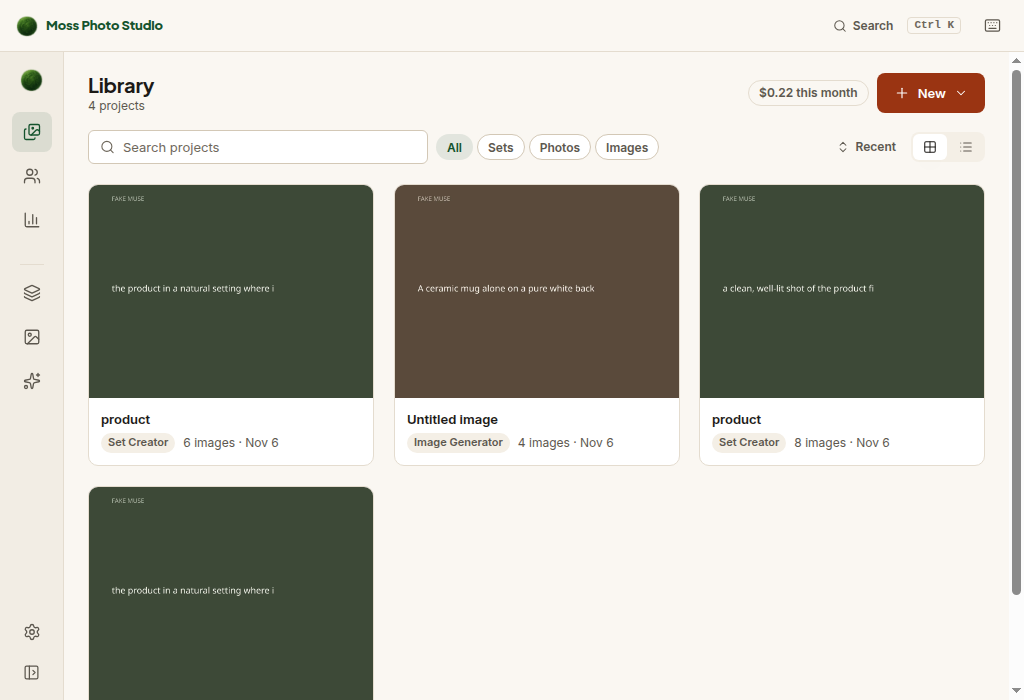 Moss Photo Studio
Search
Ctrl K
Library
4 projects
$0.22 this month
New
Search projects
All
Sets
Photos
Images
Recent
FAKE MUSE
the product in a natural setting where i
product
Set Creator
6 images · Nov 6
FAKE MUSE
A ceramic mug alone on a pure white back
Untitled image
Image Generator
4 images · Nov 6
FAKE MUSE
a clean, well-lit shot of the product fi
product
Set Creator
8 images · Nov 6
FAKE MUSE
the product in a natural setting where i